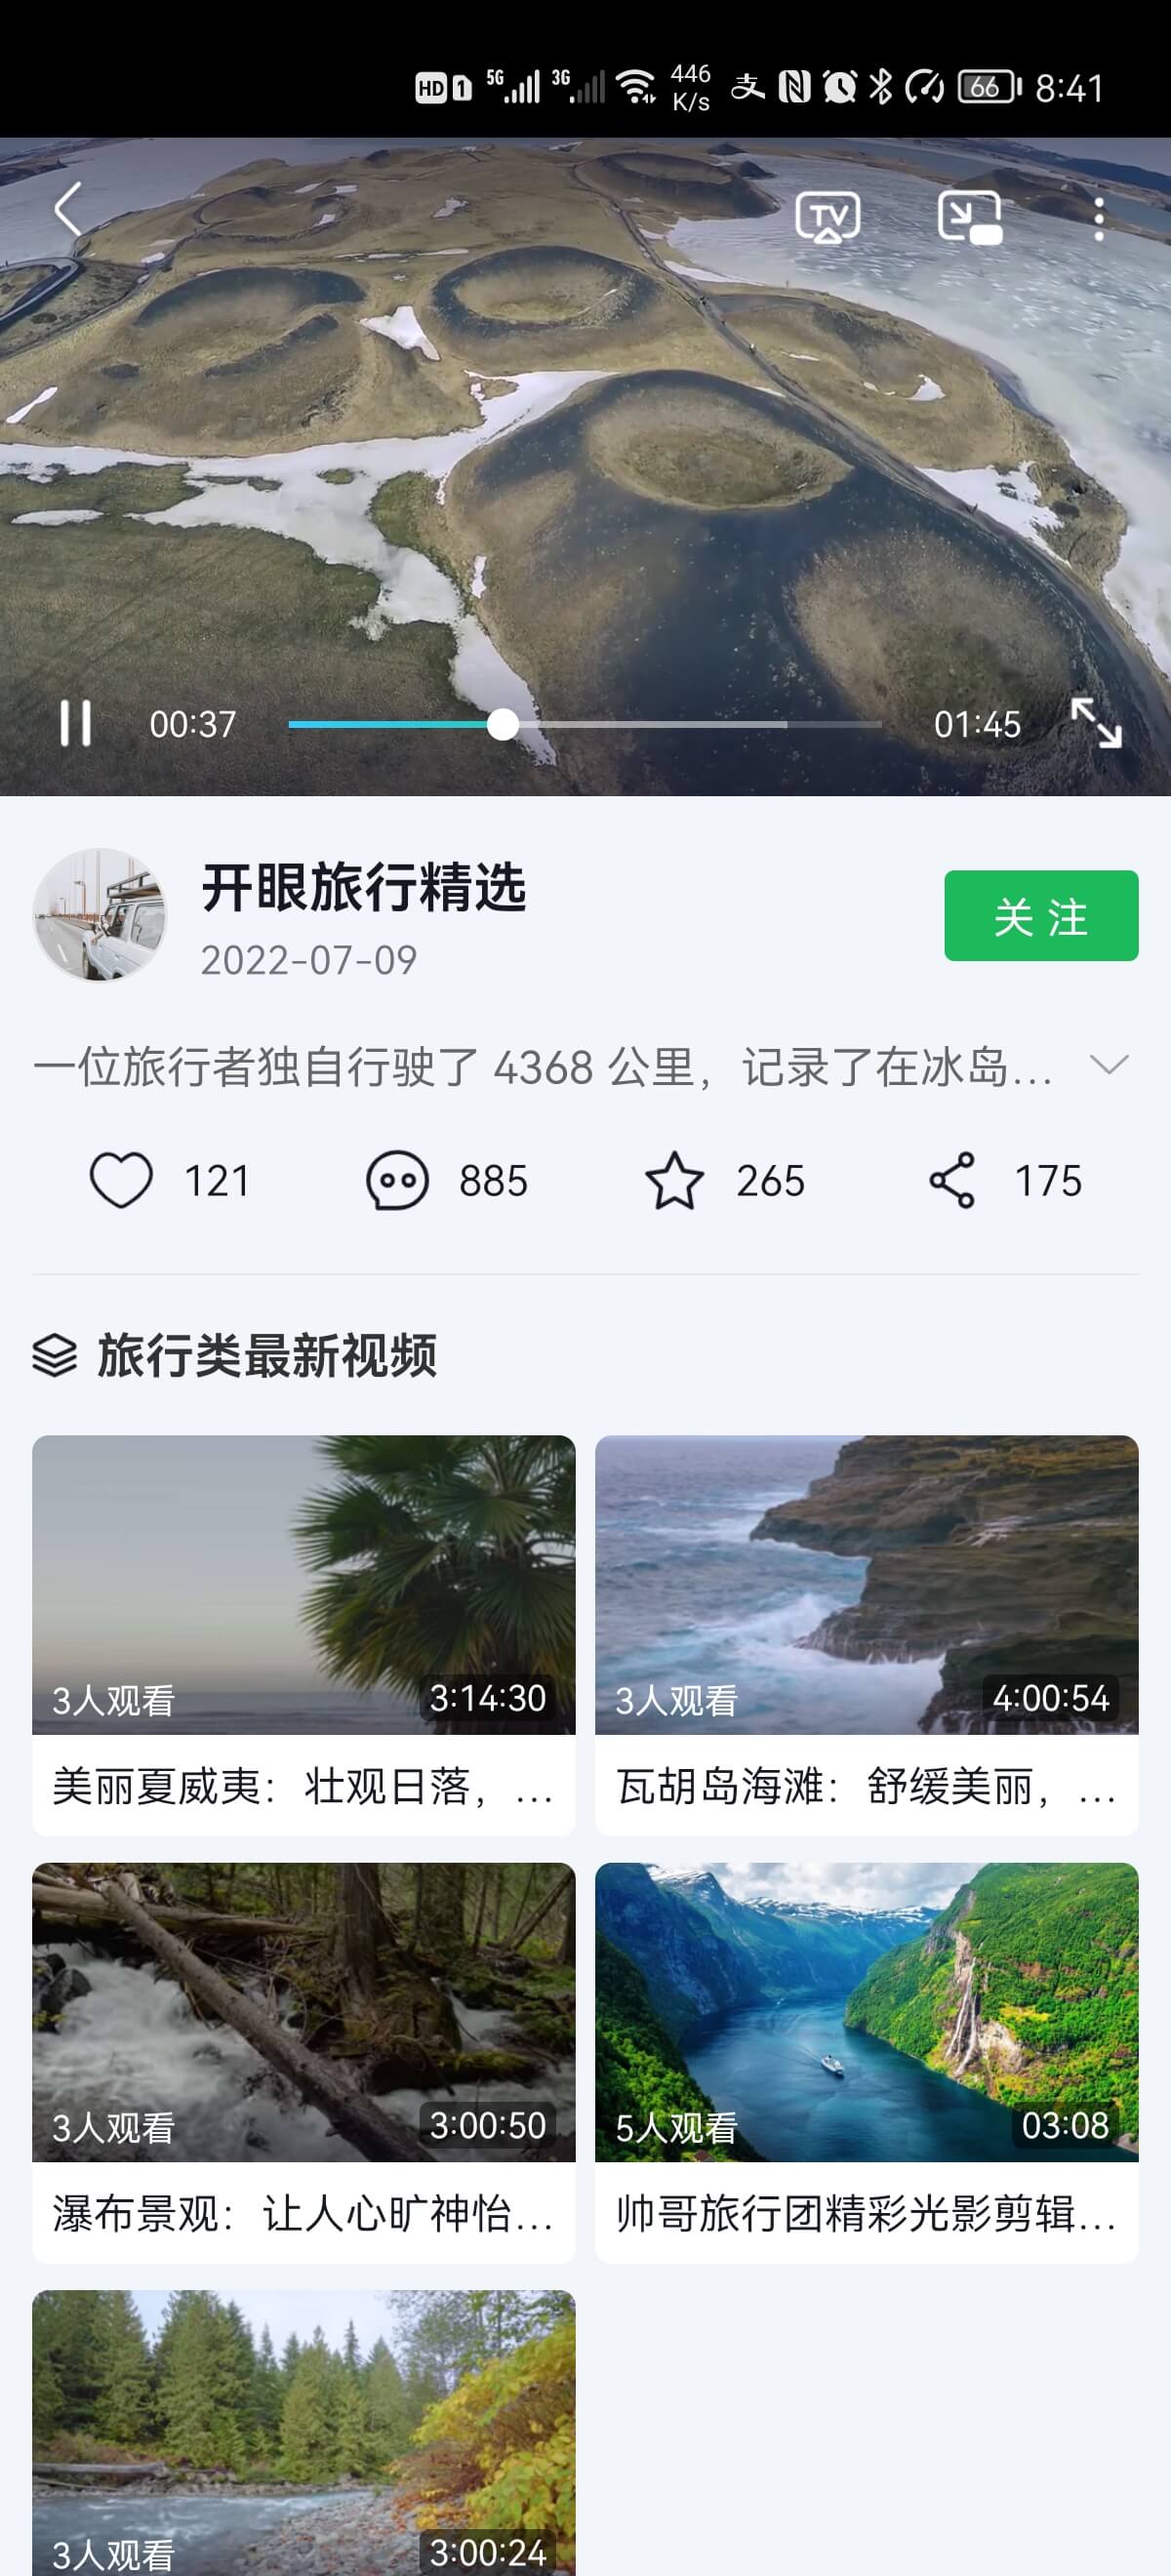 HD 1 5G 3G 446 K/s 支 66 8:41
TV
00:37 01:45
开眼旅行精选
2022-07-09
关注
一位旅行者独自行驶了 4368 公里，记录了在冰岛...
121 885 265 175
旅行类最新视频
3人观看 3:14:30
美丽夏威夷：壮观日落，...
3人观看 4:00:54
瓦胡岛海滩：舒缓美丽，...
3人观看 3:00:50
瀑布景观：让人心旷神怡...
5人观看 03:08
帅哥旅行团精彩光影剪辑...
3人观看 3:00:24